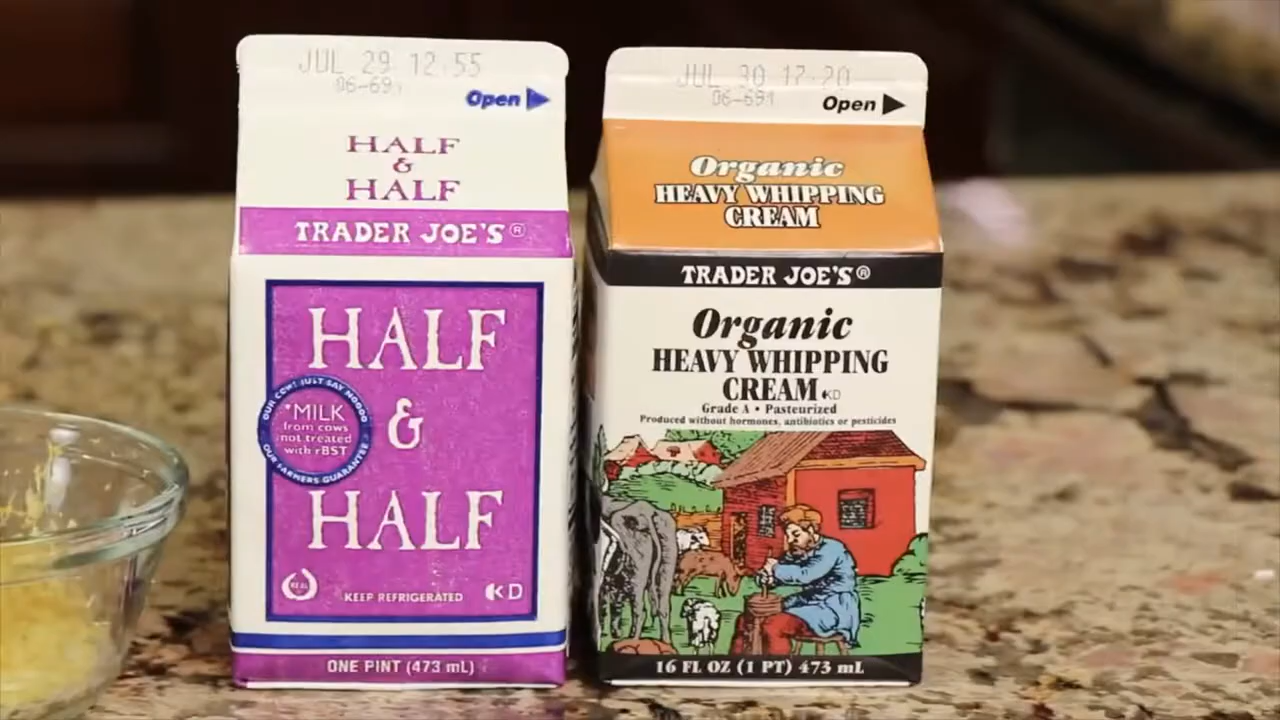 JUL 29 12:55
06-69
Open
HALF
&
HALF
TRADER JOE'S®
HALF
&
HALF
OUR COWS JUST SAY NOOOO
*MILK
from cows
not treated
with rBST
OUR FARMERS GUARANTEE
REAL
KEEP REFRIGERATED
KD
ONE PINT (473 mL)
JUL 30 17:20
06-691
Open
Organic
HEAVY WHIPPING
CREAM
TRADER JOE'S®
Organic
HEAVY WHIPPING
CREAM KD
Grade A • Pasteurized
Produced without hormones, antibiotics or pesticides
16 FL OZ (1 PT) 473 mL